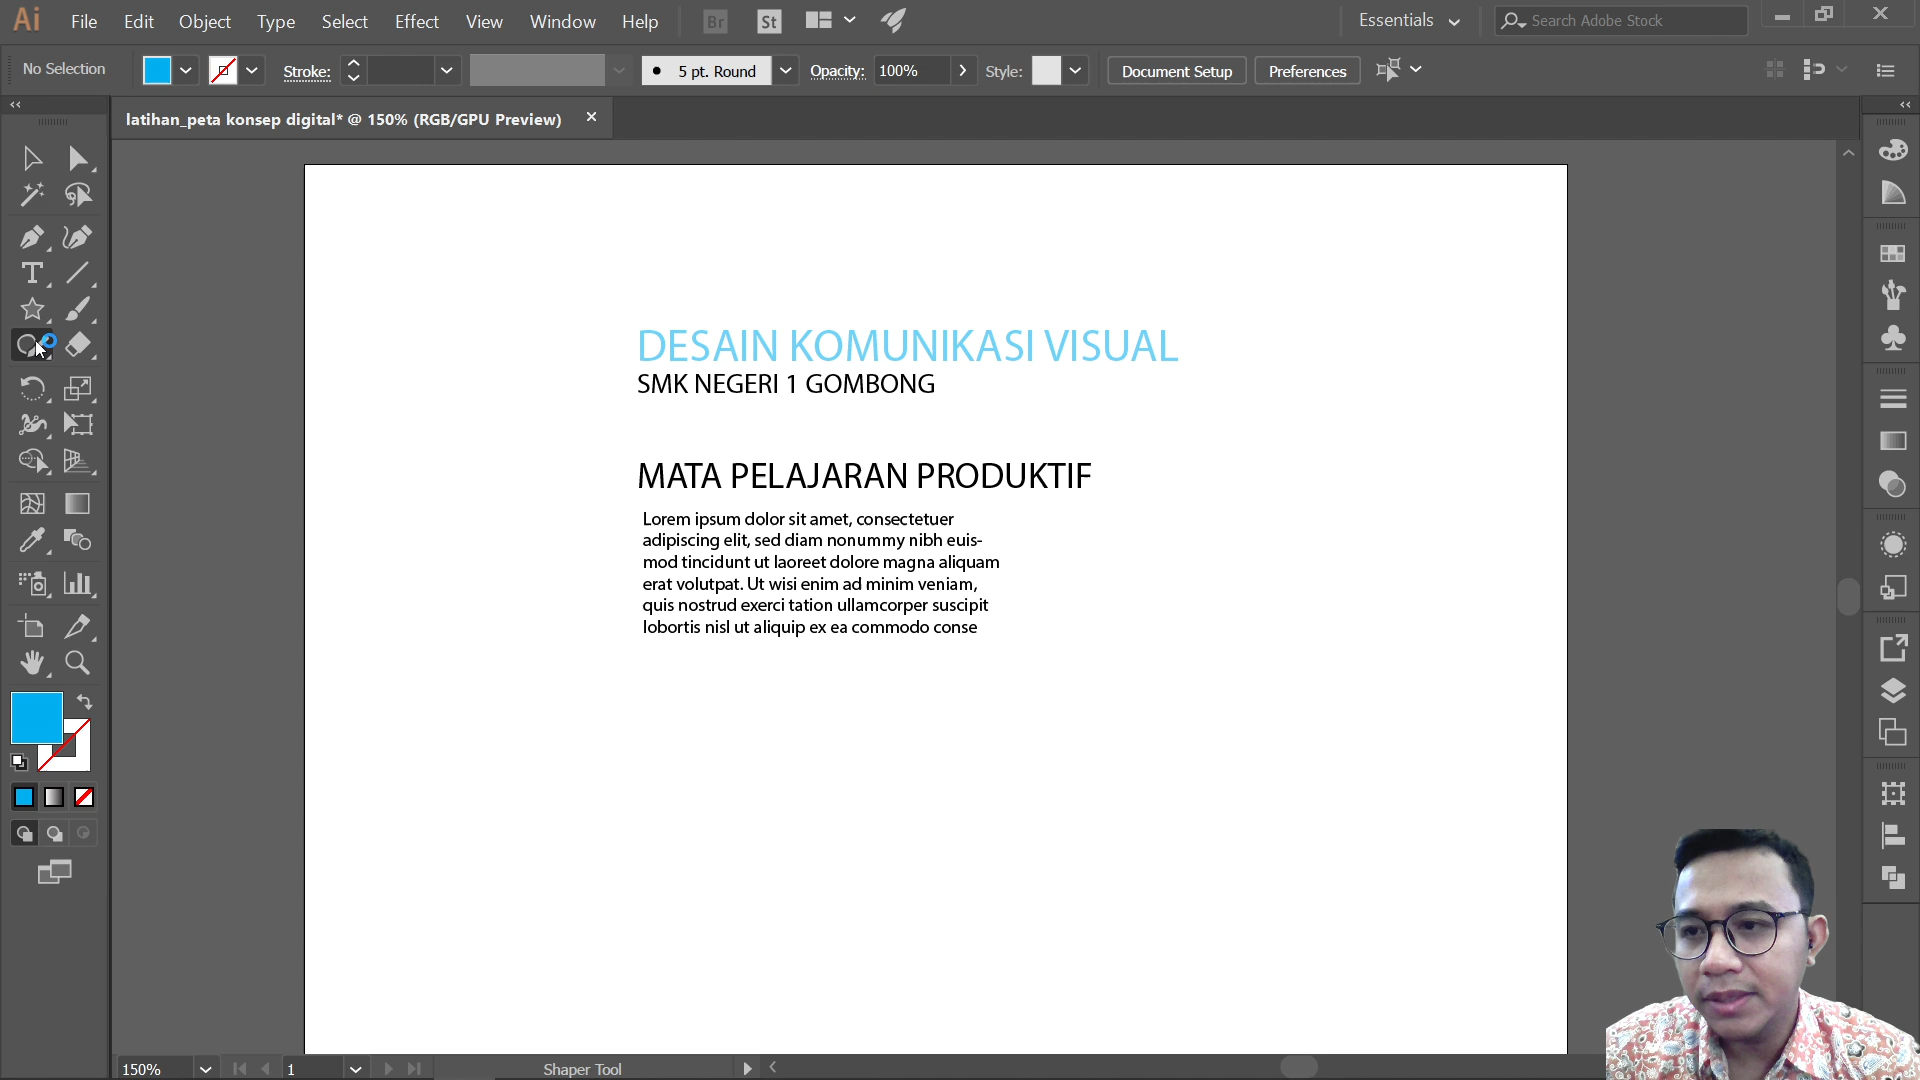 Ai File Edit Object Type Select Effect View Window Help Br St Essentials Search Adobe Stock
No Selection Stroke: 5 pt. Round Opacity: 100% Style: Document Setup Preferences
latihan_peta konsep digital* @ 150% (RGB/GPU Preview)
DESAIN KOMUNIKASI VISUAL
SMK NEGERI 1 GOMBONG
MATA PELAJARAN PRODUKTIF
Lorem ipsum dolor sit amet, consectetuer
adipiscing elit, sed diam nonummy nibh euis-
mod tincidunt ut laoreet dolore magna aliquam
erat volutpat. Ut wisi enim ad minim veniam,
quis nostrud exerci tation ullamcorper suscipit
lobortis nisl ut aliquip ex ea commodo conse
150% 1 Shaper Tool